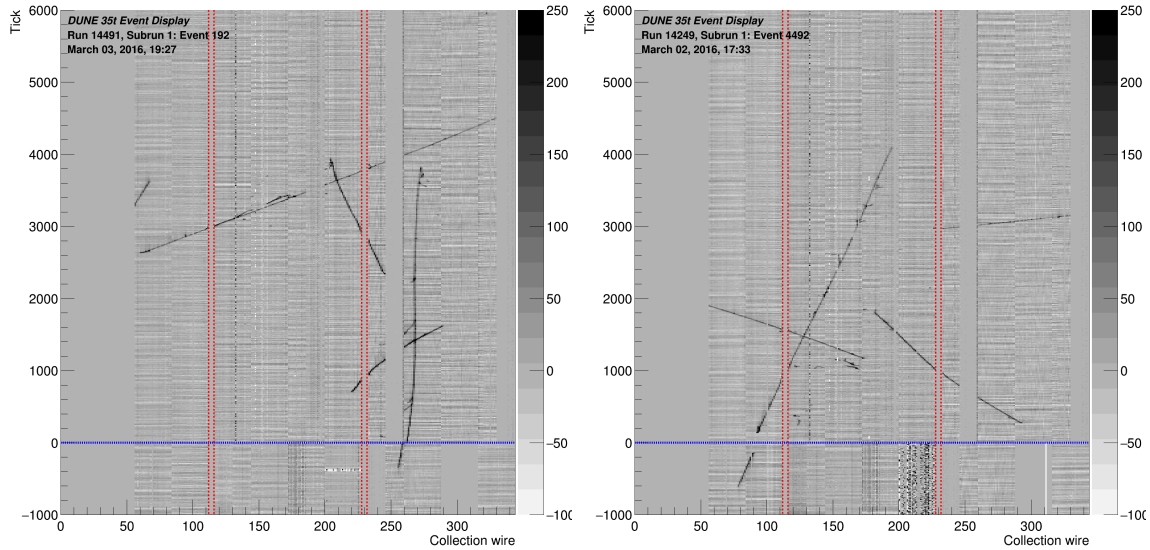 DUNE 35t Event Display
Run 14491, Subrun 1: Event 192
March 03, 2016, 19:27
Tick
6000
5000
4000
3000
2000
1000
0
−1000
0 50 100 150 200 250 300
Collection wire
250
200
150
100
50
0
−50
−100
DUNE 35t Event Display
Run 14249, Subrun 1: Event 4492
March 02, 2016, 17:33
Tick
6000
5000
4000
3000
2000
1000
0
−1000
0 50 100 150 200 250 300
Collection wire
250
200
150
100
50
0
−50
−100